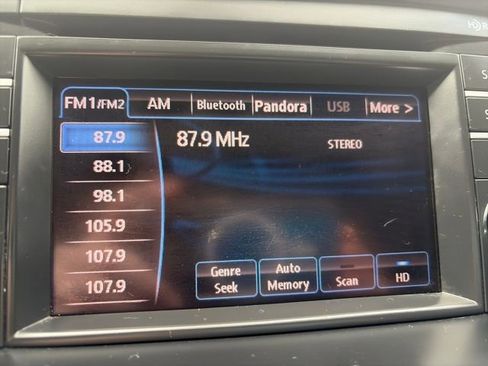 FM1/FM2 AM Bluetooth Pandora USB More >
87.9 87.9 MHz STEREO
88.1
98.1
105.9
107.9
107.9
Genre Seek Auto Memory Scan HD